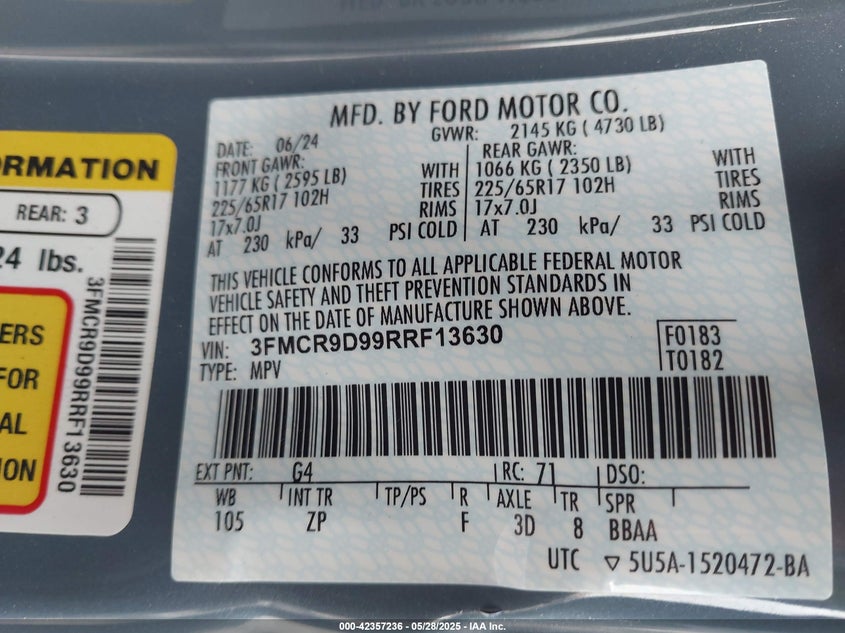 MFD. BY FORD MOTOR CO.
DATE: 06/24
GVWR: 2145 KG ( 4730 LB)
FRONT GAWR:
1177 KG ( 2595 LB) WITH
225/65R17 102H TIRES
17x7.0J RIMS
AT 230 kPa/ 33 PSI COLD
REAR GAWR:
1066 KG ( 2350 LB) WITH
225/65R17 102H TIRES
17x7.0J RIMS
AT 230 kPa/ 33 PSI COLD
THIS VEHICLE CONFORMS TO ALL APPLICABLE FEDERAL MOTOR
VEHICLE SAFETY AND THEFT PREVENTION STANDARDS IN
EFFECT ON THE DATE OF MANUFACTURE SHOWN ABOVE.
VIN: 3FMCR9D99RRF13630
F0183
TYPE: MPV
T0182
EXT PNT: G4 RC: 71 DSO:
WB INT TR TP/PS R AXLE TR SPR
105 ZP F 3D 8 BBAA
UTC ▽ 5U5A-1520472-BA
ORMATION
REAR: 3
24 lbs.
ERS
FOR
AL
ION
3FMCR9D99RRF13630
000-42357236 - 05/28/2025 - IAA Inc.